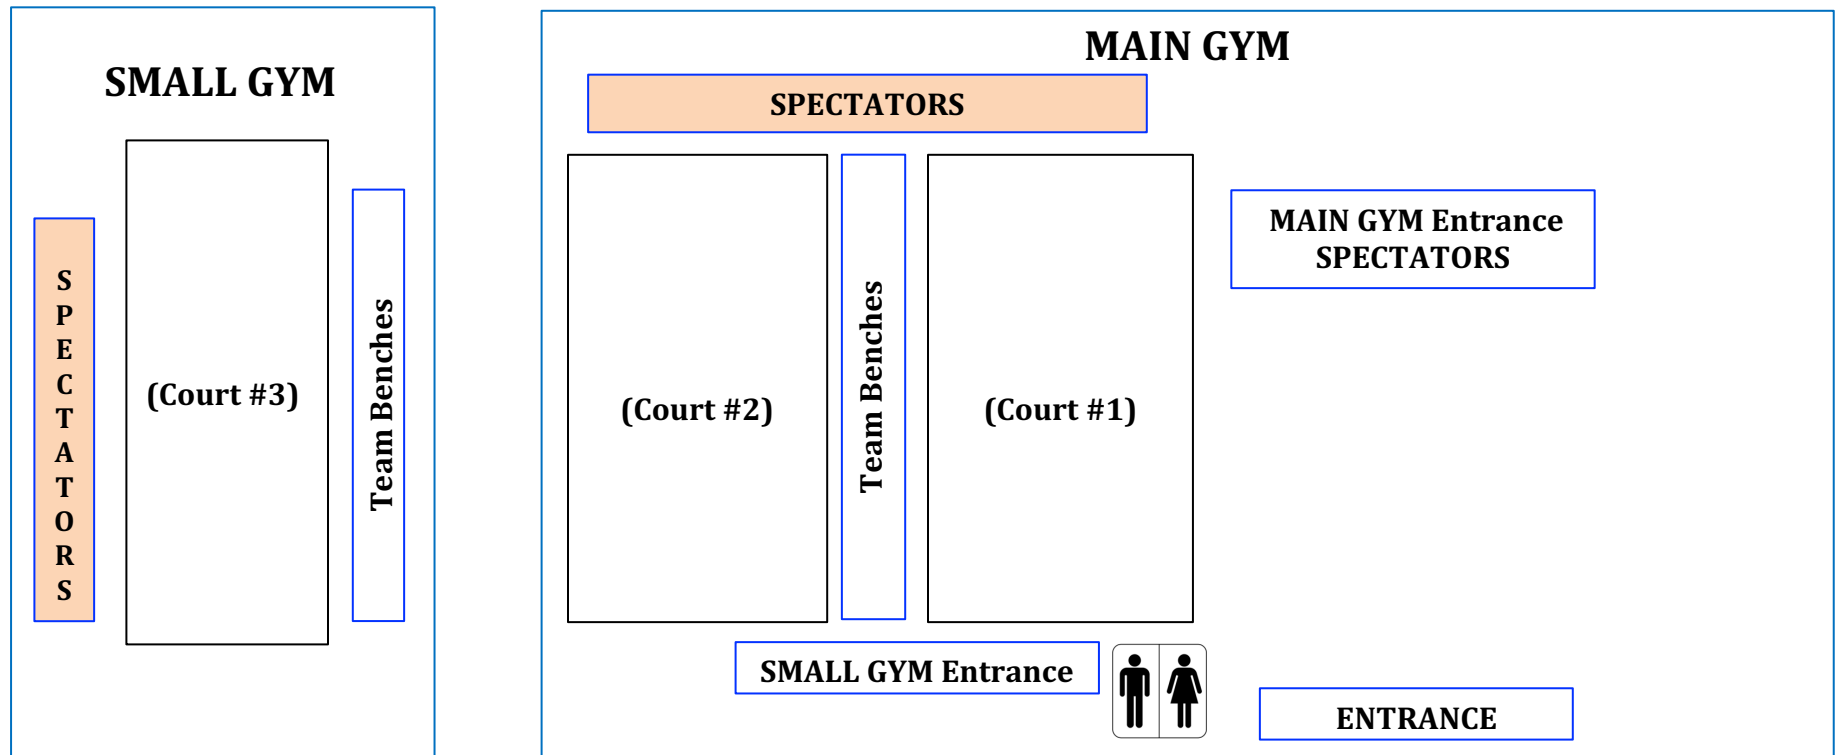 SMALL GYM
SPECTATORS
(Court #3)
Team Benches
MAIN GYM
SPECTATORS
(Court #2)
Team Benches
(Court #1)
MAIN GYM Entrance
SPECTATORS
SMALL GYM Entrance
ENTRANCE